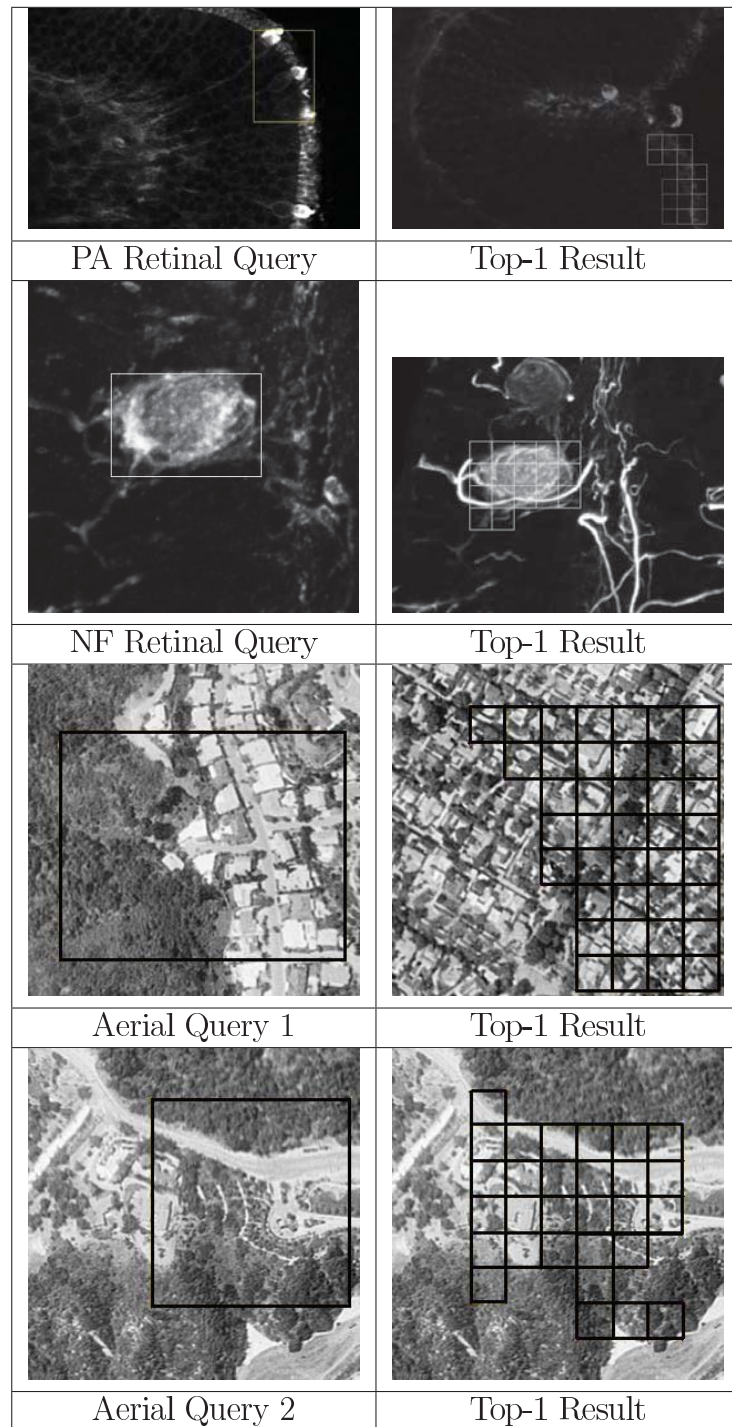 PA Retinal Query
Top-1 Result
NF Retinal Query
Top-1 Result
Aerial Query 1
Top-1 Result
Aerial Query 2
Top-1 Result